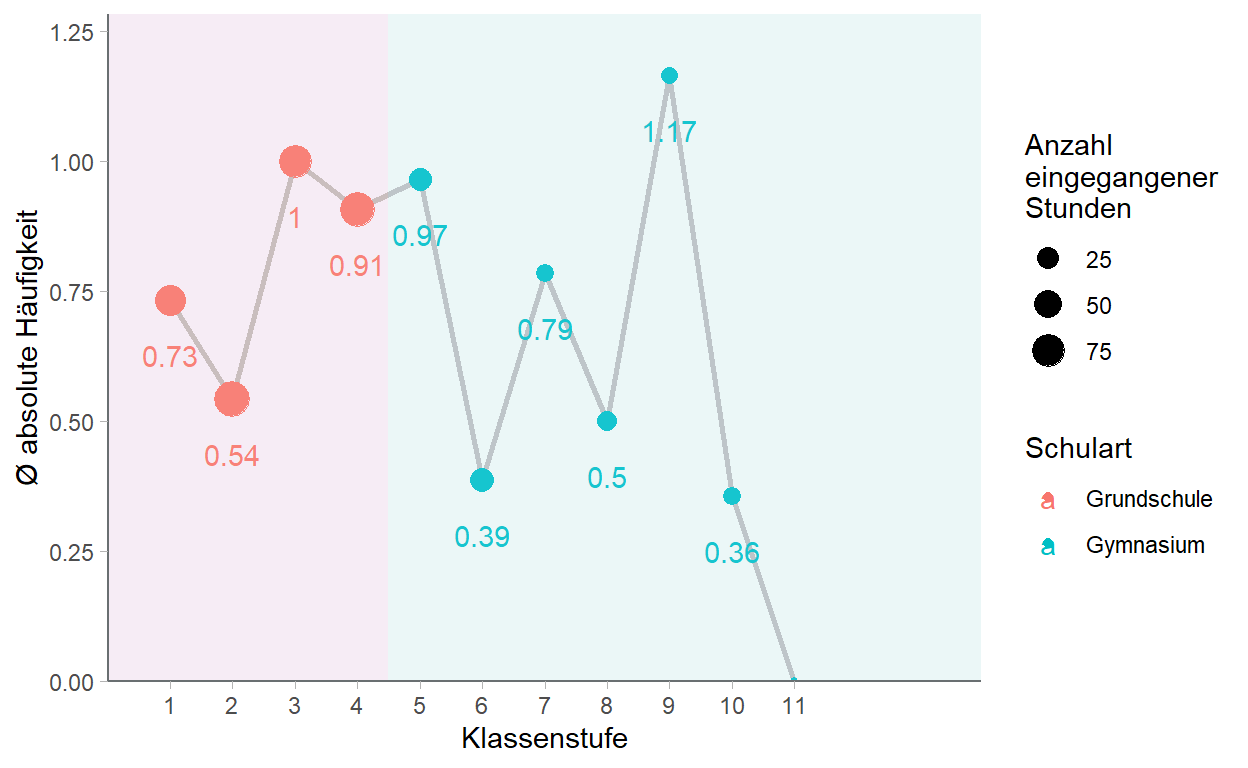 1.25
1.00
0.75
0.50
0.25
0.00
Ø absolute Häufigkeit
0.73
0.54
1
0.91
0.97
0.39
0.79
0.5
1.17
0.36
1 2 3 4 5 6 7 8 9 10 11
Klassenstufe
Anzahl
eingegangener
Stunden
25
50
75
Schulart
a Grundschule
a Gymnasium